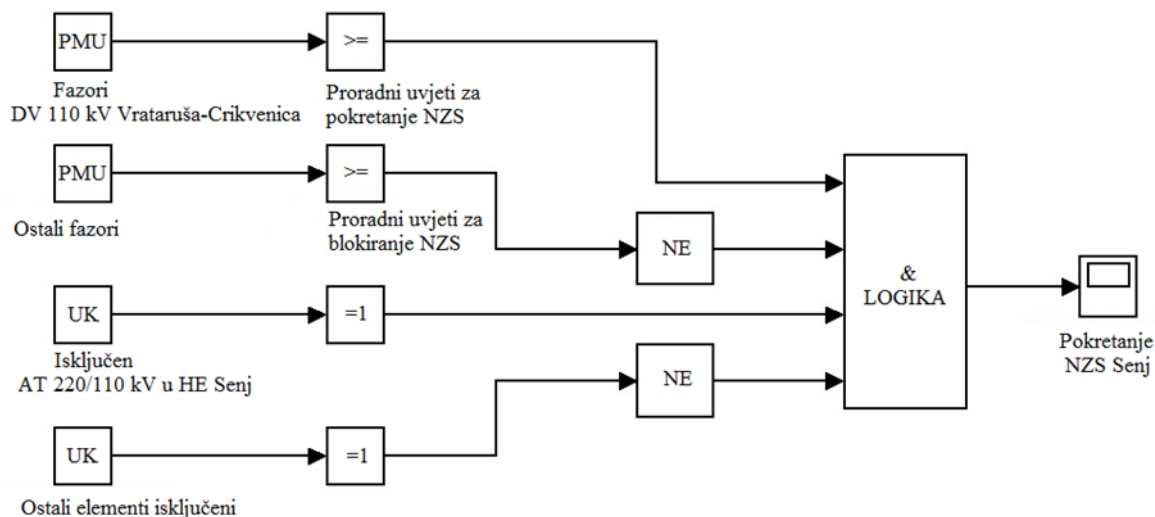 PMU
>=
Fazori
DV 110 kV Vrataruša-Crikvenica
Proradni uvjeti za
pokretanje NZS
PMU
>=
Ostali fazori
Proradni uvjeti za
blokiranje NZS
NE
&
LOGIKA
UK
=1
Isključen
AT 220/110 kV u HE Senj
NE
Pokretanje
NZS Senj
UK
=1
Ostali elementi isključeni